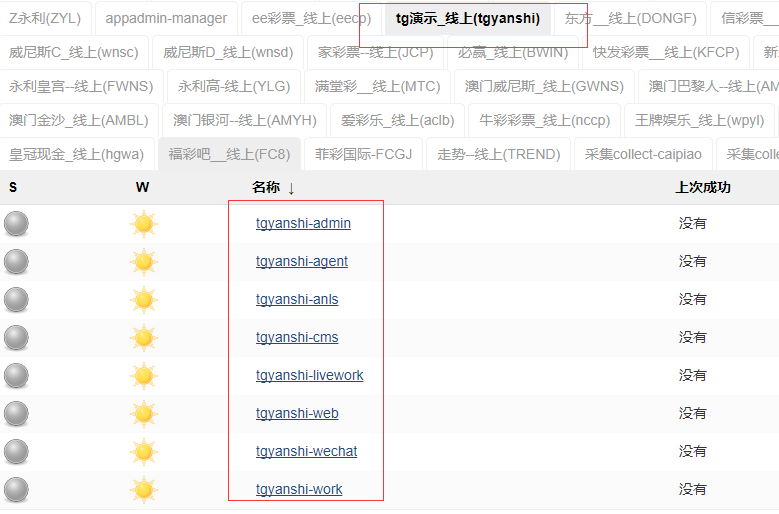 Z永利(ZYL) appadmin-manager ee彩票_线上(eecp) tg演示_线上(tgyanshi) 东方__线上(DONGF) 信彩票__
威尼斯C_线上(wnsc) 威尼斯D_线上(wnsd) 家彩票--线上(JCP) 必赢_线上(BWIN) 快发彩票__线上(KFCP) 新
永利皇宫--线上(FWNS) 永利高-线上(YLG) 满堂彩__线上(MTC) 澳门威尼斯_线上(GWNS) 澳门巴黎人--线上(AM
澳门金沙_线上(AMBL) 澳门银河--线上(AMYH) 爱彩乐_线上(aclb) 牛彩彩票_线上(nccp) 王牌娱乐_线上(wpyl)
皇冠现金_线上(hgwa) 福彩吧__线上(FC8) 菲彩国际-FCGJ 走势--线上(TREND) 采集collect-caipiao 采集colle
S W 名称 ↓ 上次成功
tgyanshi-admin 没有
tgyanshi-agent 没有
tgyanshi-anls 没有
tgyanshi-cms 没有
tgyanshi-livework 没有
tgyanshi-web 没有
tgyanshi-wechat 没有
tgyanshi-work 没有